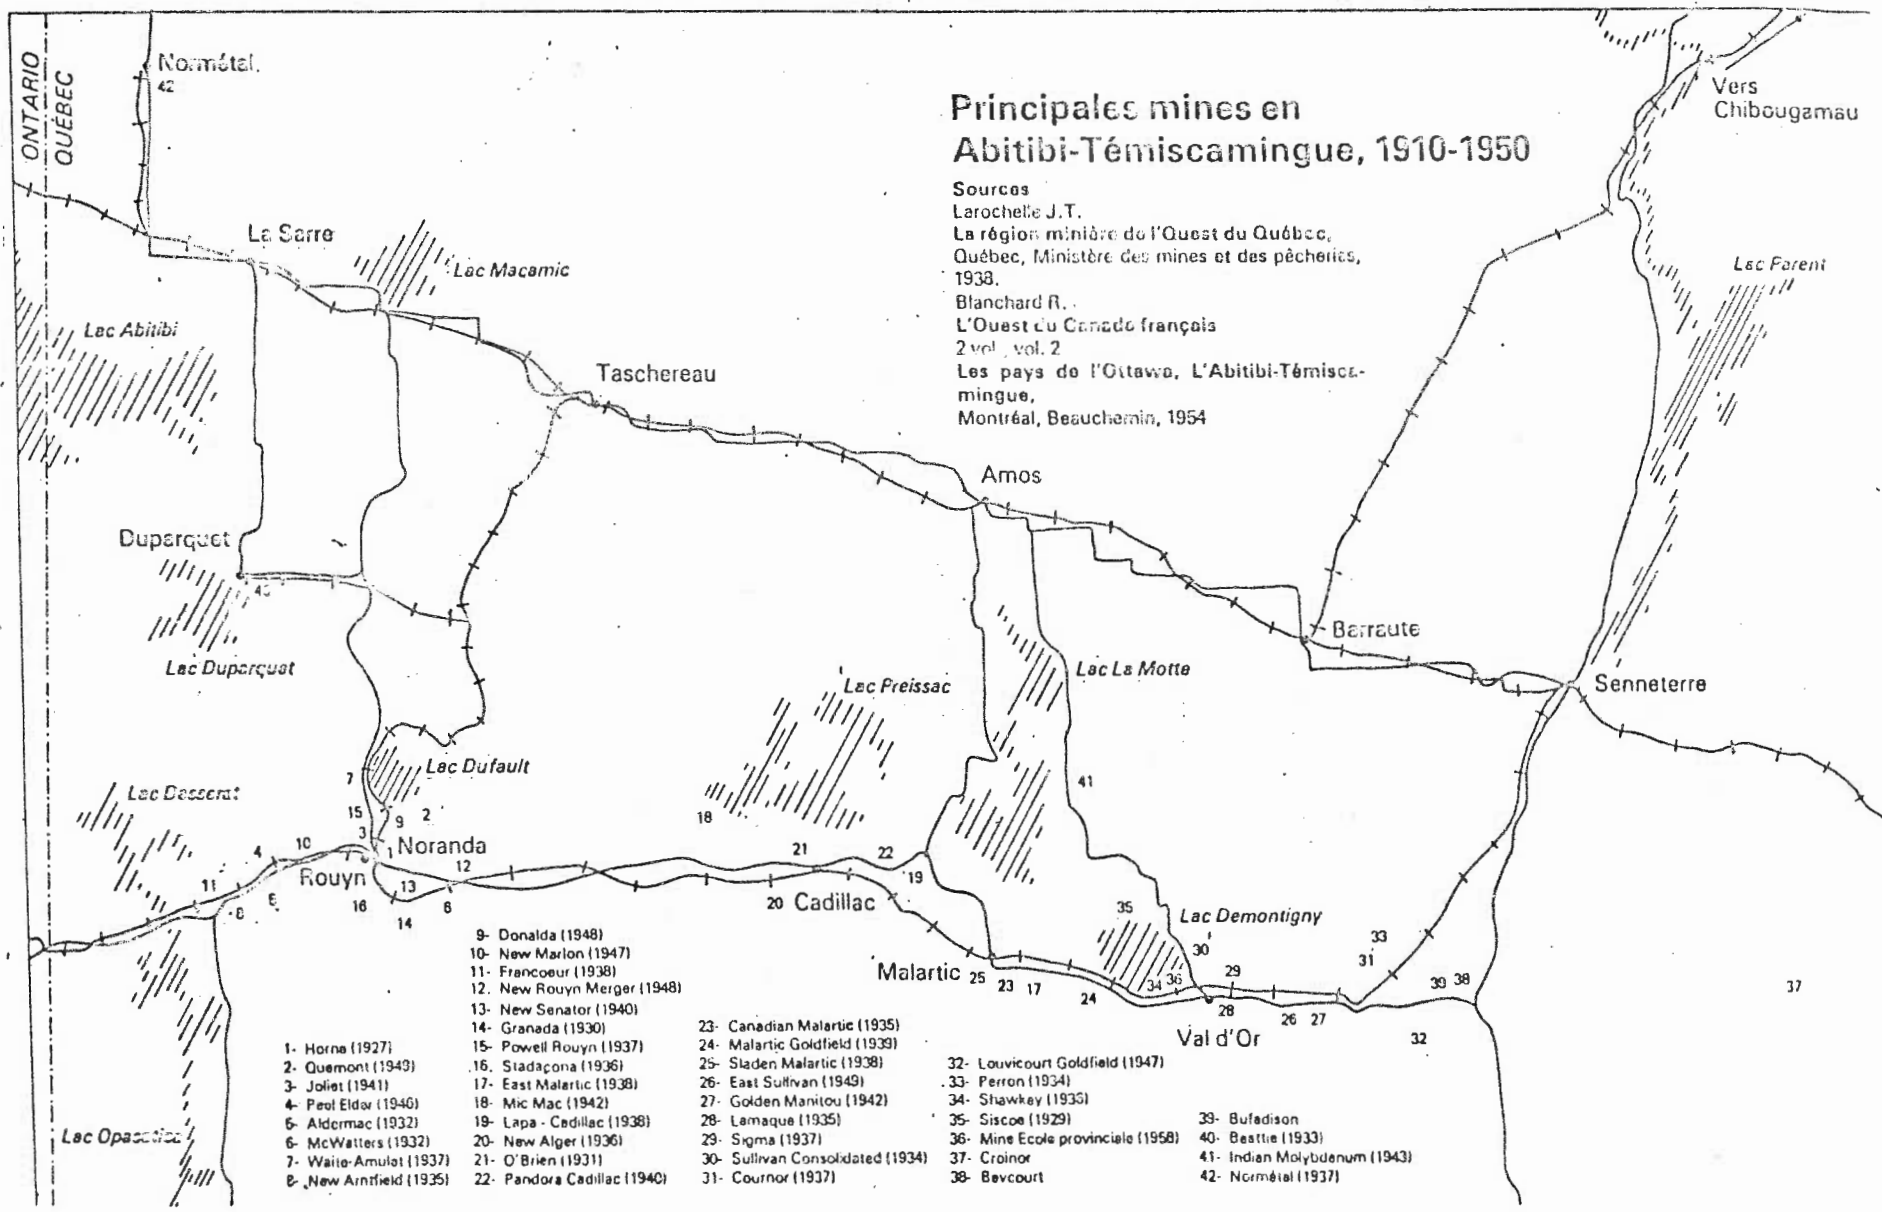 ONTARIO
QUÉBEC
Normétal
42
Vers
Chibougamau
Principales mines en
Abitibi-Témiscamingue, 1910-1950
Sources
Larochelle J.T.
La région minière de l'Ouest du Québec,
Québec, Ministère des mines et des pêcheries,
1938.
Blanchard R.
L'Ouest du Canada français
2 vol., vol. 2
Les pays de l'Ottawa, L'Abitibi-Témisca-
mingue,
Montréal, Beauchemin, 1954
La Sarre
Lac Macamic
Lac Parent
Lac Abitibi
Taschereau
Amos
Duparquet
40
Lac Duparquet
Barraute
Lac La Motte
Senneterre
Lac Preissac
Lac Dufault
7
41
Lac Dasserat
15
9
2
18
3
Noranda
1
4
10
Rouyn
12
21
22
11
13
19
8
5
16
14
6
20
Cadillac
35
Lac Demontigny
30
33
31
Malartic
25
23
17
24
34
36
29
28
26
27
39
38
37
Val d'Or
32
Lac Opasatica
1- Horne (1927)
2- Quemont (1949)
3- Joliet (1941)
4- Peel Elder (1946)
5- Aldermac (1932)
6- McWatters (1932)
7- Waite-Amulet (1937)
8- New Arntfield (1935)
9- Donalda (1948)
10- New Marlon (1947)
11- Francoeur (1938)
12. New Rouyn Merger (1948)
13- New Senator (1940)
14- Granada (1930)
15- Powell Rouyn (1937)
16. Stadaçona (1936)
17- East Malartic (1938)
18- Mic Mac (1942)
19- Lapa - Cadillac (1938)
20- New Alger (1936)
21- O'Brien (1931)
22- Pandora Cadillac (1940)
23- Canadian Malartic (1935)
24- Malartic Goldfield (1939)
25- Sladen Malartic (1938)
26- East Sullivan (1949)
27- Golden Manitou (1942)
28- Lamaque (1935)
29- Sigma (1937)
30- Sullivan Consolidated (1934)
31- Cournor (1937)
32- Louvicourt Goldfield (1947)
33- Perron (1934)
34- Shawkey (1936)
35- Siscoe (1929)
36- Mine Ecole provinciale (1958)
37- Croinor
38- Bevcourt
39- Bufadison
40- Beattie (1933)
41- Indian Molybdenum (1943)
42- Normétal (1937)